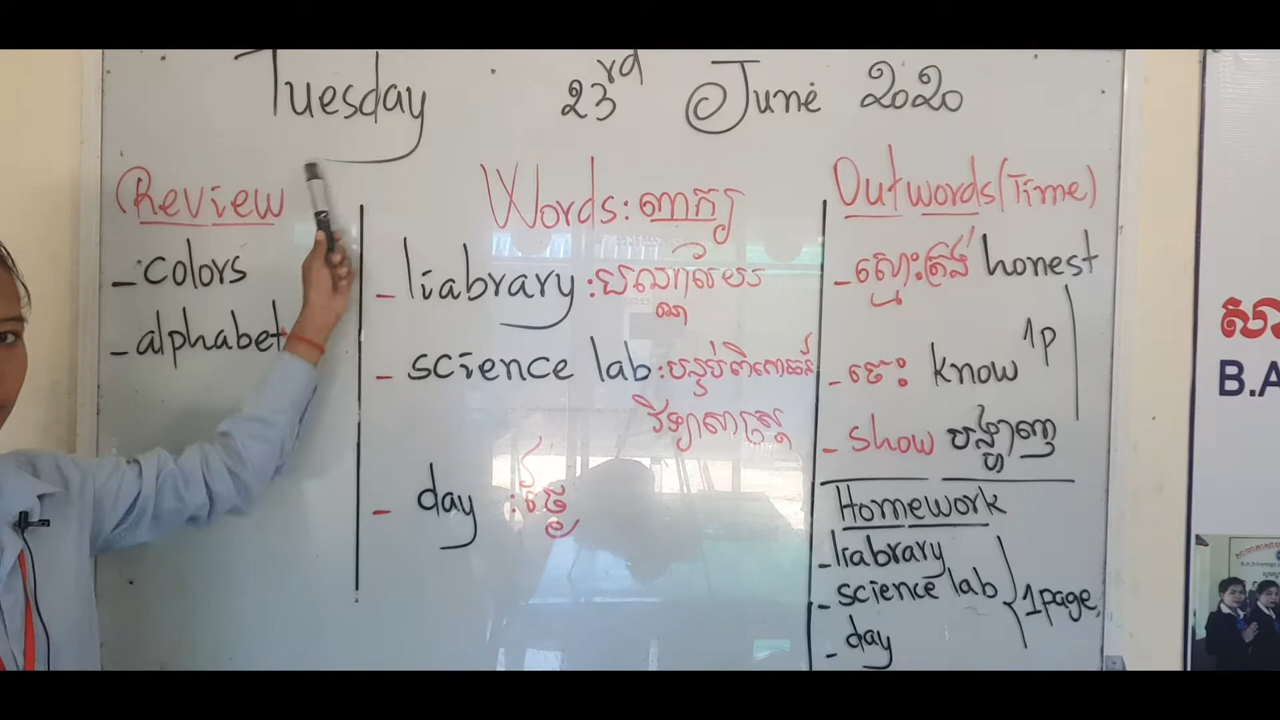 Tuesday 23rd June 2020
Review
- colors
- alphabet
Words: ពាក្យ
- liabrary : បណ្ណាល័យ
- science lab : បន្ទប់ពិសោធន៍
វិទ្យាសាស្ត្រ
- day : ថ្ងៃ
Outwords (Time)
- ស្មោះត្រង់ honest
- ចេះ know 1p
- show បង្ហាញ
Homework
- liabrary
- science lab } 1page,
- day
សា
B.A